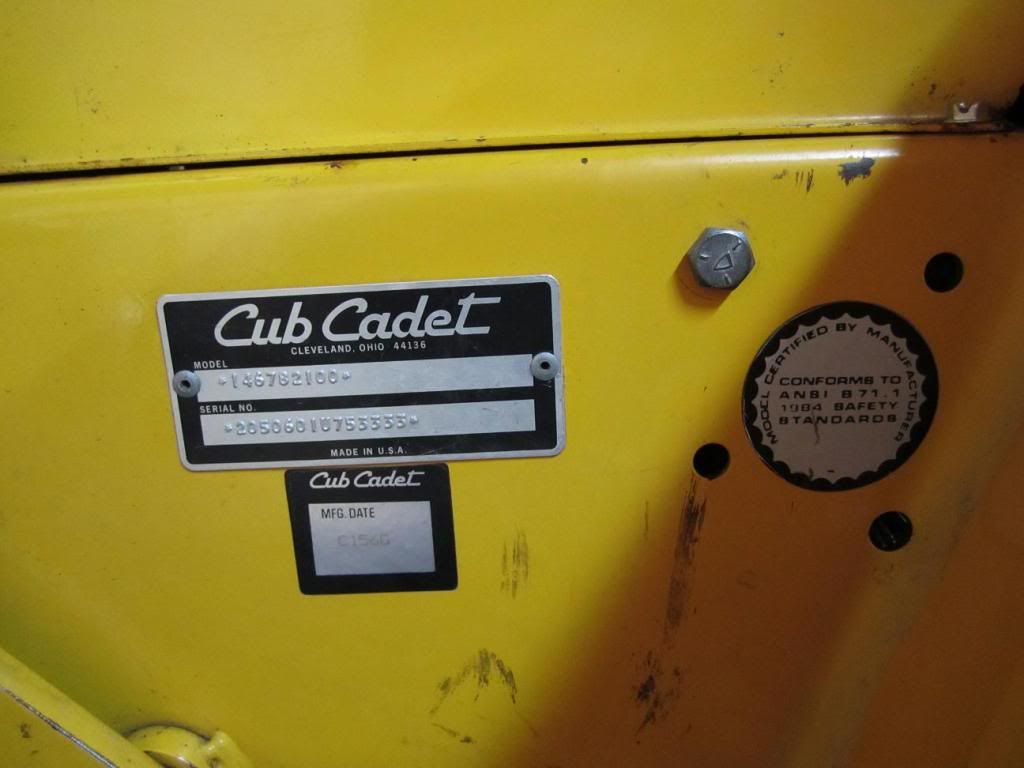 Cub Cadet
CLEVELAND, OHIO 44136
MODEL
*146782100*
SERIAL NO.
*2050601U753333*
MADE IN U.S.A.
Cub Cadet
MFG. DATE
MODEL CERTIFIED BY MANUFACTURER
CONFORMS TO
ANSI B71.1
1984 SAFETY
STANDARDS